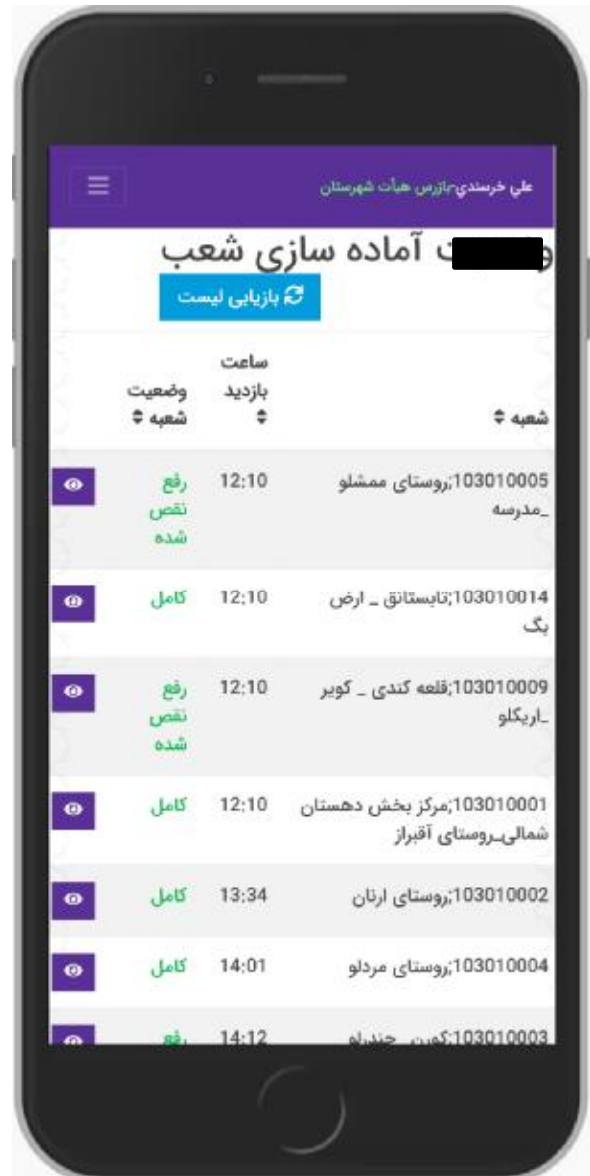 علي خرسندي-بازرس هيأت شهرستان
آماده سازی شعب
بازیابی لیست
ساعت
بازدید
وضعیت
شعبه
شعبه
103010005;روستای ممشلو
_مدرسه
12:10
رفع
نقص
شده
103010014;تابستانق _ ارض
بگ
12:10
کامل
103010009;قلعه کندی _ کویر
_اریکلو
12:10
رفع
نقص
شده
103010001;مرکز بخش دهستان
شمالی_روستای آقبراز
12:10
کامل
103010002;روستای ارنان
13:34
کامل
103010004;روستای مردلو
14:01
کامل
103010003;
14:12
رفع